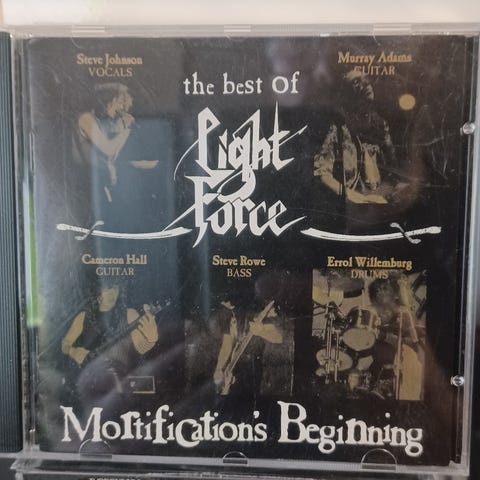 Steve Johnson
VOCALS
Murray Adams
GUITAR
the best of
Light
Force
Cameron Hall
GUITAR
Steve Rowe
BASS
Errol Willemburg
DRUMS
Mortification's Beginning